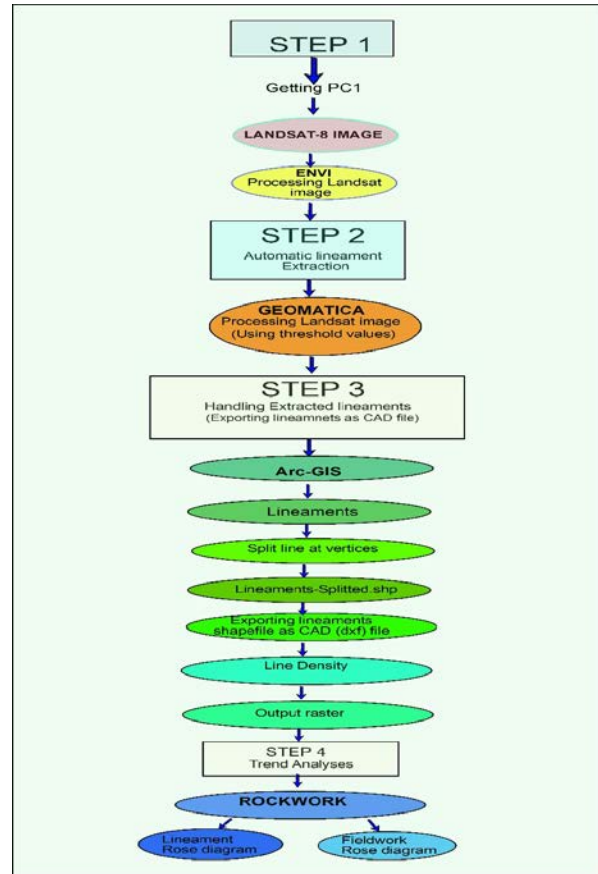 STEP 1
Getting PC1
LANDSAT-8 IMAGE
ENVI
Processing Landsat
image
STEP 2
Automatic lineament
Extraction
GEOMATICA
Processing Landsat image
(Using threshold values)
STEP 3
Handling Extracted lineaments
(Exporting lineamnets as CAD file)
Arc-GIS
Lineaments
Split line at vertices
Lineaments-Splitted.shp
Exporting lineaments
shapefile as CAD (dxf) file
Line Density
Output raster
STEP 4
Trend Analyses
ROCKWORK
Lineament
Rose diagram
Fieldwork
Rose diagram